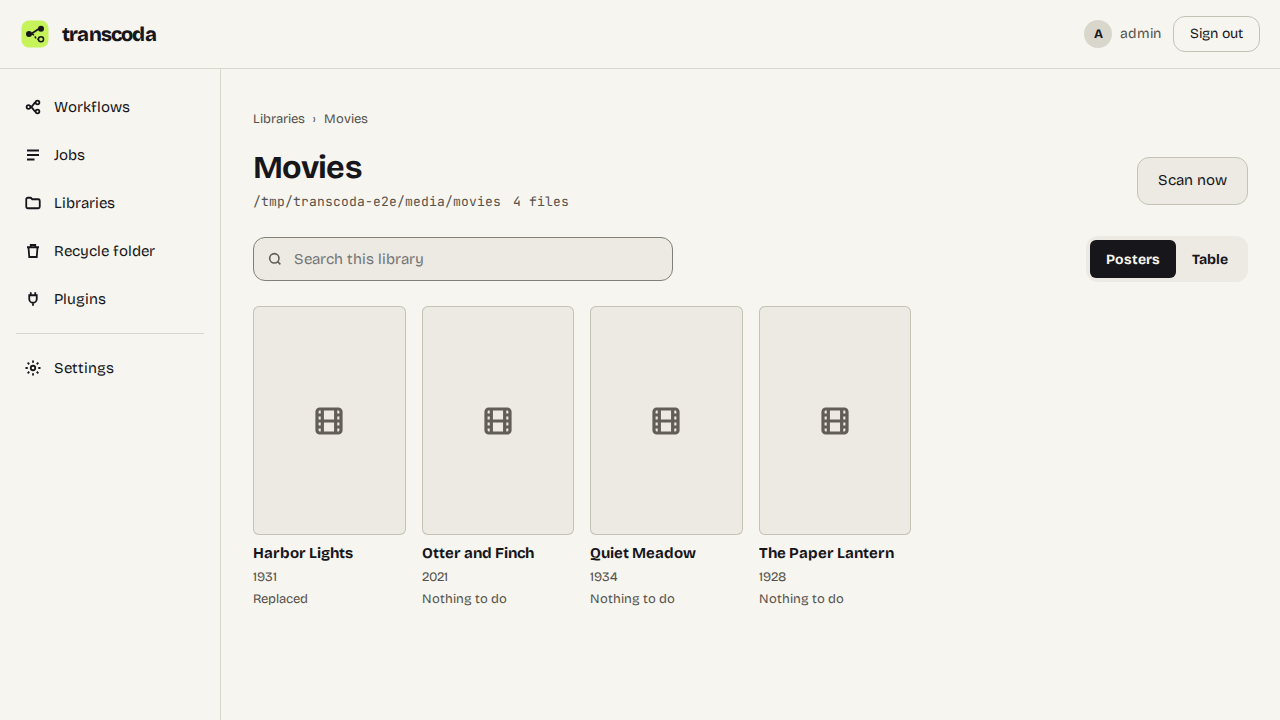 transcoda
A admin Sign out
Workflows
Jobs
Libraries
Recycle folder
Plugins
Settings
Libraries › Movies
Movies
/tmp/transcoda-e2e/media/movies 4 files
Scan now
Search this library
Posters Table
Harbor Lights
1931
Replaced
Otter and Finch
2021
Nothing to do
Quiet Meadow
1934
Nothing to do
The Paper Lantern
1928
Nothing to do